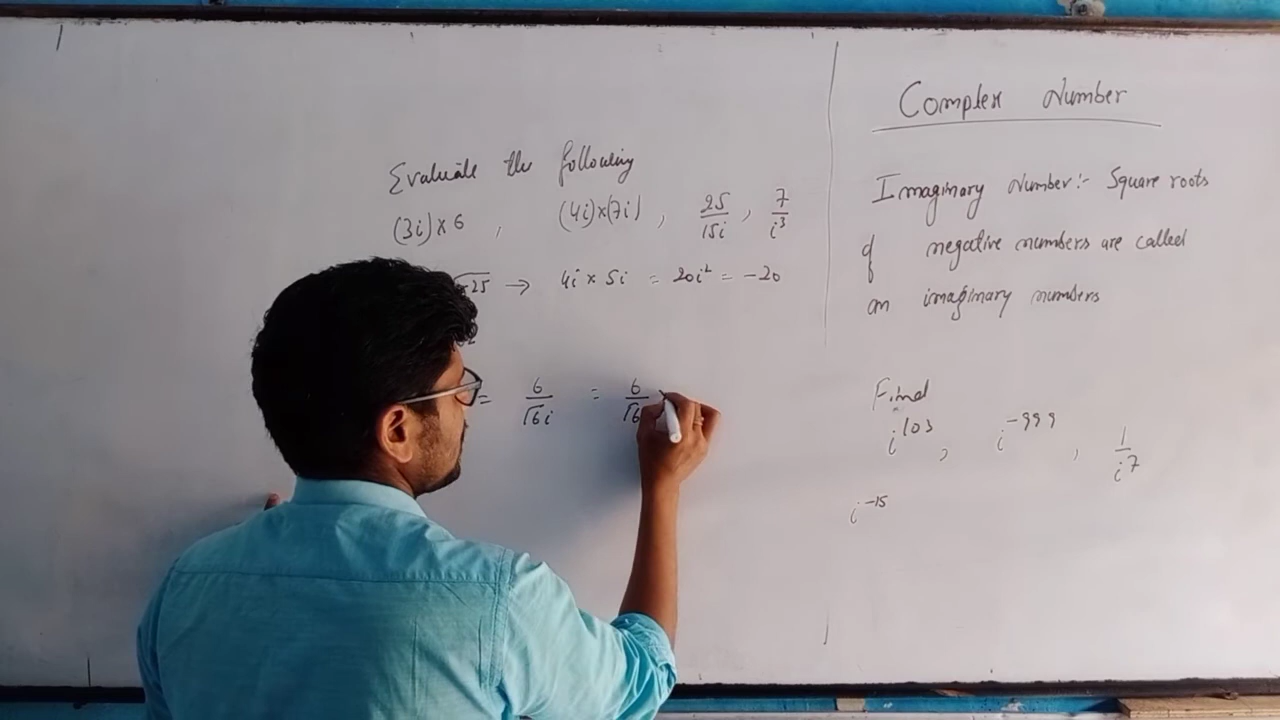 Evaluate the following
(3i)×6 , (4i)×(7i) , 25/15i , 7/i³
√-25 → 4i × 5i = 20i² = -20
= 6/√6i = 6/√6
Complex Number
Imaginary Number:- Square roots
of negative numbers are called
an imaginary numbers
Find
i¹⁰³ , i⁻⁹⁹⁹ , 1/i⁷
i⁻¹⁵